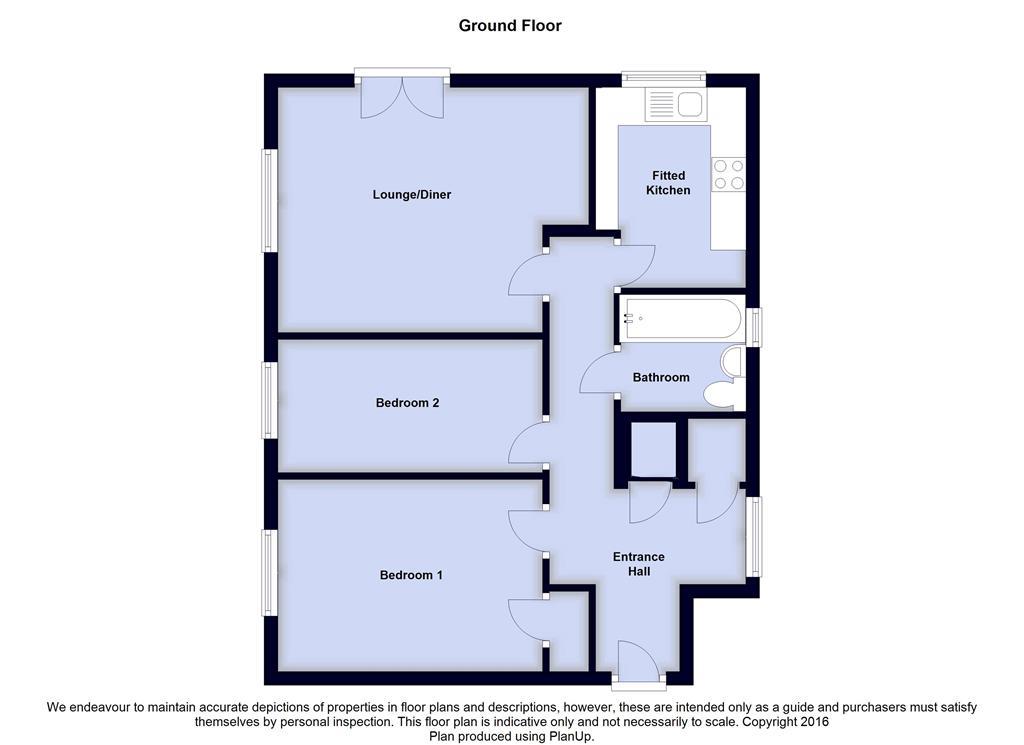 Ground Floor
Lounge/Diner
Fitted
Kitchen
Bathroom
Bedroom 2
Entrance
Hall
Bedroom 1
We endeavour to maintain accurate depictions of properties in floor plans and descriptions, however, these are intended only as a guide and purchasers must satisfy
themselves by personal inspection. This floor plan is indicative only and not necessarily to scale. Copyright 2016
Plan produced using PlanUp.